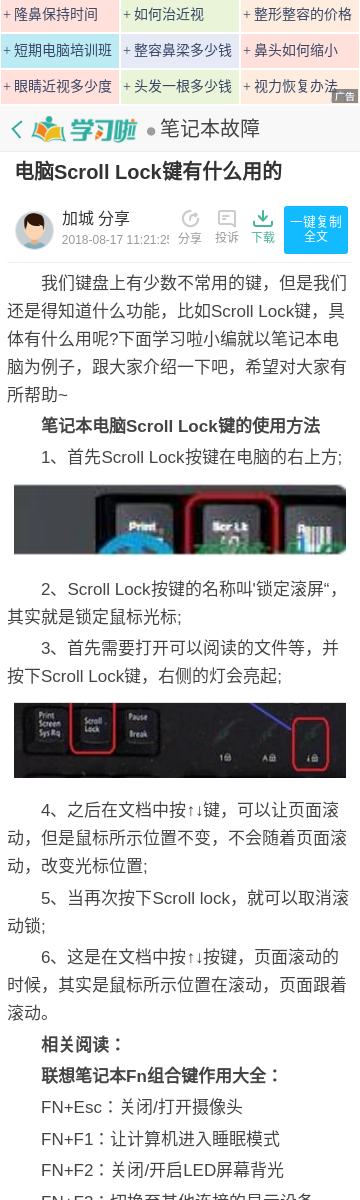 + 隆鼻保持时间 + 如何治近视 + 整形整容的价格
+ 短期电脑培训班 + 整容鼻梁多少钱 + 鼻头如何缩小
+ 眼睛近视多少度 + 头发一根多少钱 + 视力恢复办法
广告
学习啦 ● 笔记本故障
电脑Scroll Lock键有什么用的
加城 分享
2018-08-17 11:21:25
分享 投诉 下载
一键复制
全文
我们键盘上有少数不常用的键，但是我们
还是得知道什么功能，比如Scroll Lock键，具
体有什么用呢?下面学习啦小编就以笔记本电
脑为例子，跟大家介绍一下吧，希望对大家有
所帮助~
笔记本电脑Scroll Lock键的使用方法
1、首先Scroll Lock按键在电脑的右上方;
Print Scr Lk
2、Scroll Lock按键的名称叫'锁定滚屏“，
其实就是锁定鼠标光标;
3、首先需要打开可以阅读的文件等，并
按下Scroll Lock键，右侧的灯会亮起;
Print Screen Sys Rq
Scroll Lock
Pause Break
1 A ↓
4、之后在文档中按↑↓键，可以让页面滚
动，但是鼠标所示位置不变，不会随着页面滚
动，改变光标位置;
5、当再次按下Scroll lock，就可以取消滚
动锁;
6、这是在文档中按↑↓按键，页面滚动的
时候，其实是鼠标所示位置在滚动，页面跟着
滚动。
相关阅读：
联想笔记本Fn组合键作用大全：
FN+Esc：关闭/打开摄像头
FN+F1：让计算机进入睡眠模式
FN+F2：关闭/开启LED屏幕背光
FN+F3：切换至其他连接的显示设备